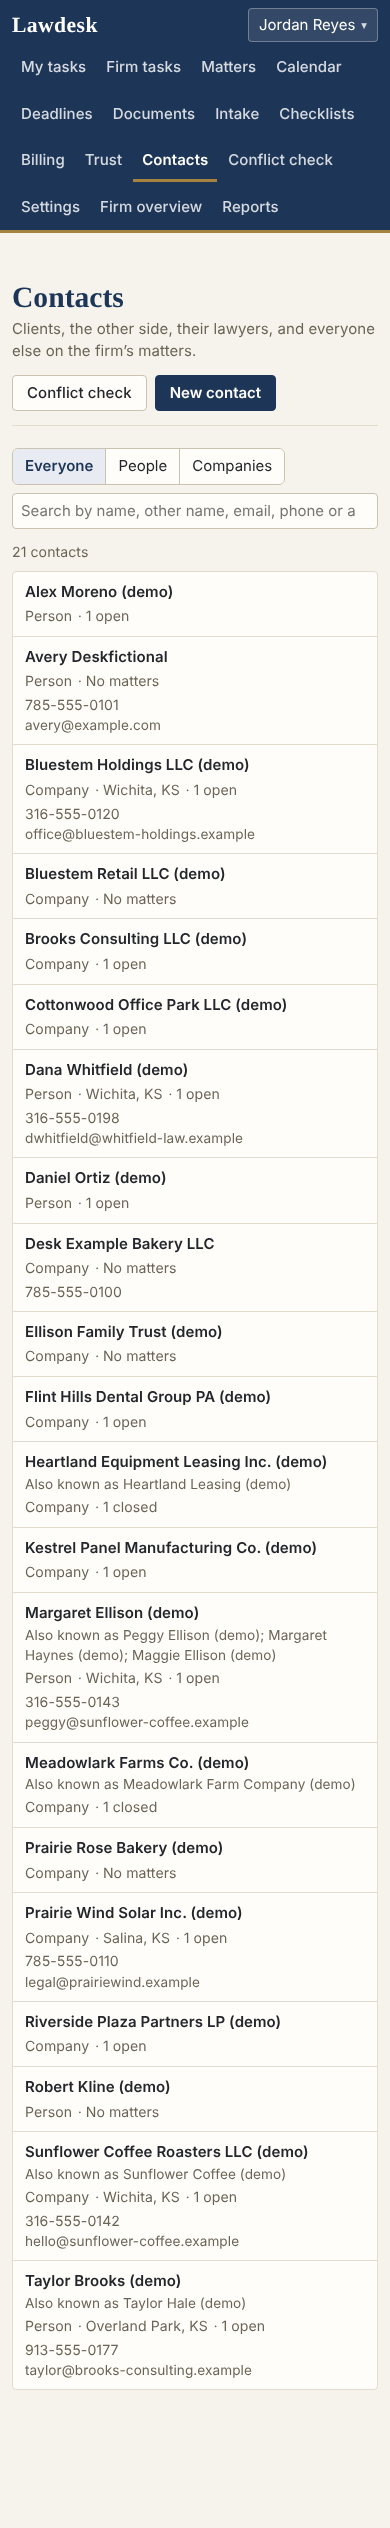 Lawdesk
Jordan Reyes ▾
My tasks Firm tasks Matters Calendar
Deadlines Documents Intake Checklists
Billing Trust Contacts Conflict check
Settings Firm overview Reports
Contacts
Clients, the other side, their lawyers, and everyone
else on the firm’s matters.
Conflict check New contact
Everyone People Companies
Search by name, other name, email, phone or a
21 contacts
Alex Moreno (demo)
Person · 1 open
Avery Deskfictional
Person · No matters
785-555-0101
avery@example.com
Bluestem Holdings LLC (demo)
Company · Wichita, KS · 1 open
316-555-0120
office@bluestem-holdings.example
Bluestem Retail LLC (demo)
Company · No matters
Brooks Consulting LLC (demo)
Company · 1 open
Cottonwood Office Park LLC (demo)
Company · 1 open
Dana Whitfield (demo)
Person · Wichita, KS · 1 open
316-555-0198
dwhitfield@whitfield-law.example
Daniel Ortiz (demo)
Person · 1 open
Desk Example Bakery LLC
Company · No matters
785-555-0100
Ellison Family Trust (demo)
Company · No matters
Flint Hills Dental Group PA (demo)
Company · 1 open
Heartland Equipment Leasing Inc. (demo)
Also known as Heartland Leasing (demo)
Company · 1 closed
Kestrel Panel Manufacturing Co. (demo)
Company · 1 open
Margaret Ellison (demo)
Also known as Peggy Ellison (demo); Margaret
Haynes (demo); Maggie Ellison (demo)
Person · Wichita, KS · 1 open
316-555-0143
peggy@sunflower-coffee.example
Meadowlark Farms Co. (demo)
Also known as Meadowlark Farm Company (demo)
Company · 1 closed
Prairie Rose Bakery (demo)
Company · No matters
Prairie Wind Solar Inc. (demo)
Company · Salina, KS · 1 open
785-555-0110
legal@prairiewind.example
Riverside Plaza Partners LP (demo)
Company · 1 open
Robert Kline (demo)
Person · No matters
Sunflower Coffee Roasters LLC (demo)
Also known as Sunflower Coffee (demo)
Company · Wichita, KS · 1 open
316-555-0142
hello@sunflower-coffee.example
Taylor Brooks (demo)
Also known as Taylor Hale (demo)
Person · Overland Park, KS · 1 open
913-555-0177
taylor@brooks-consulting.example